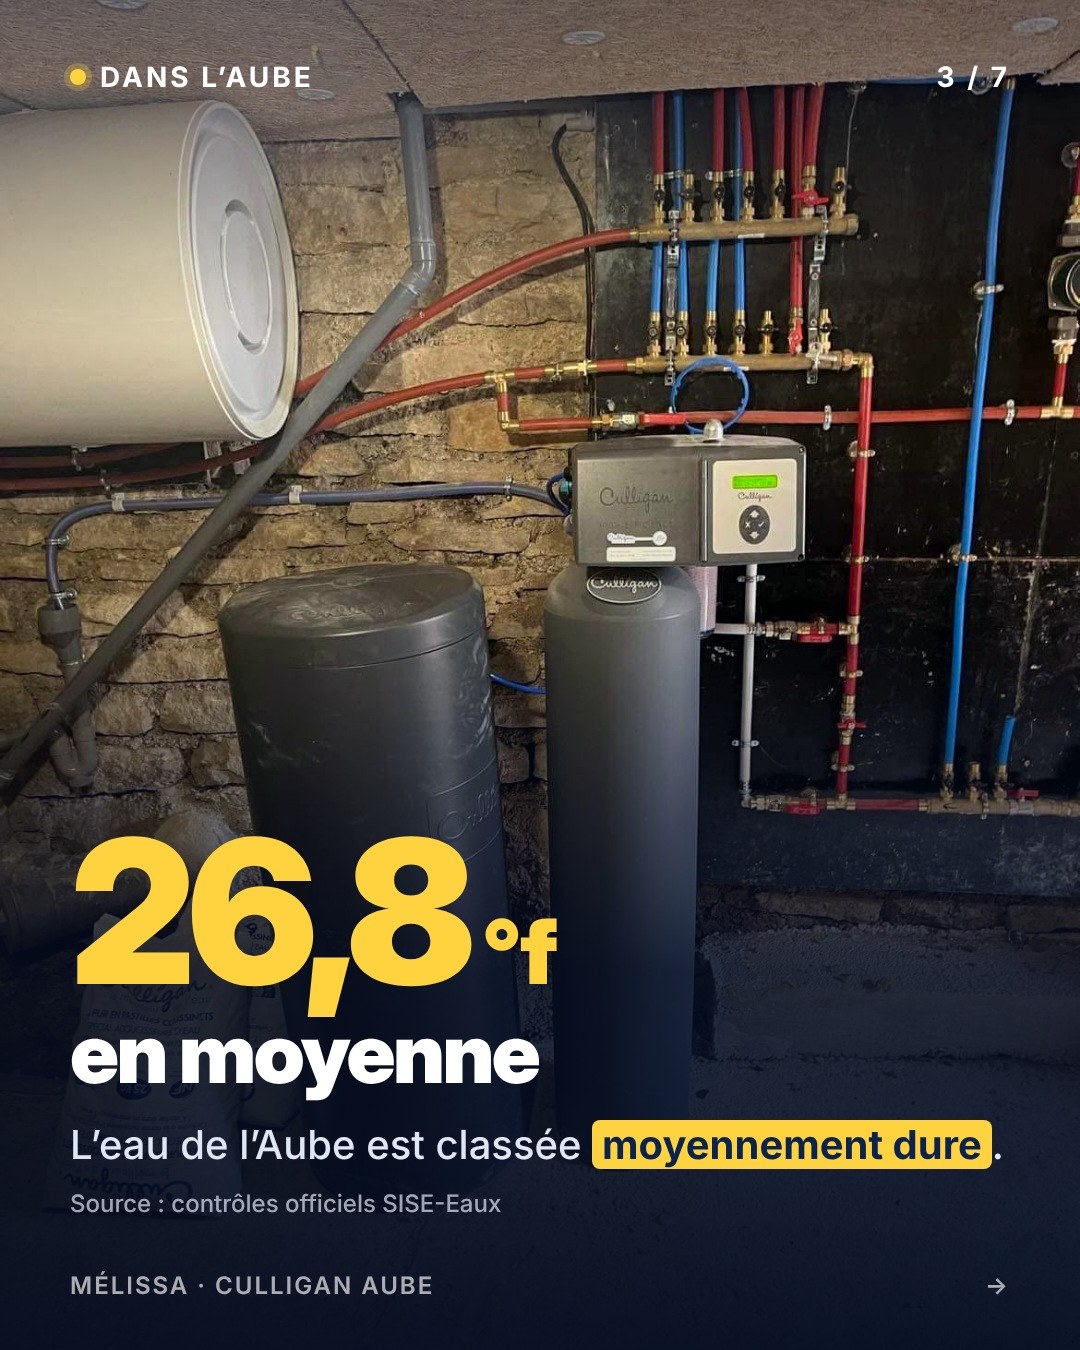 DANS L’AUBE
3 / 7
Culligan
Culligan
Culligan
26,8 °f
en moyenne
L’eau de l’Aube est classée moyennement dure.
Source : contrôles officiels SISE-Eaux
MÉLISSA · CULLIGAN AUBE
→